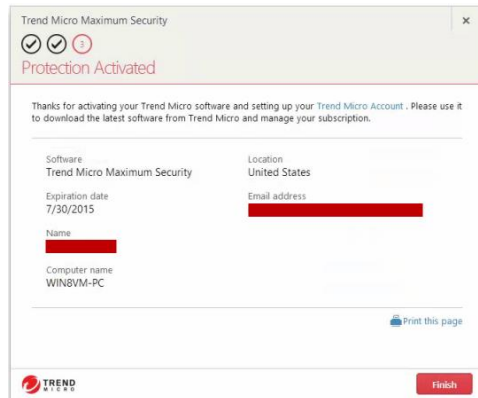 Trend Micro Maximum Security
×
3
Protection Activated
Thanks for activating your Trend Micro software and setting up your Trend Micro Account . Please use it
to download the latest software from Trend Micro and manage your subscription.
Software
Trend Micro Maximum Security
Location
United States
Expiration date
7/30/2015
Email address
Name
Computer name
WIN8VM-PC
Print this page
TREND
MICRO
Finish